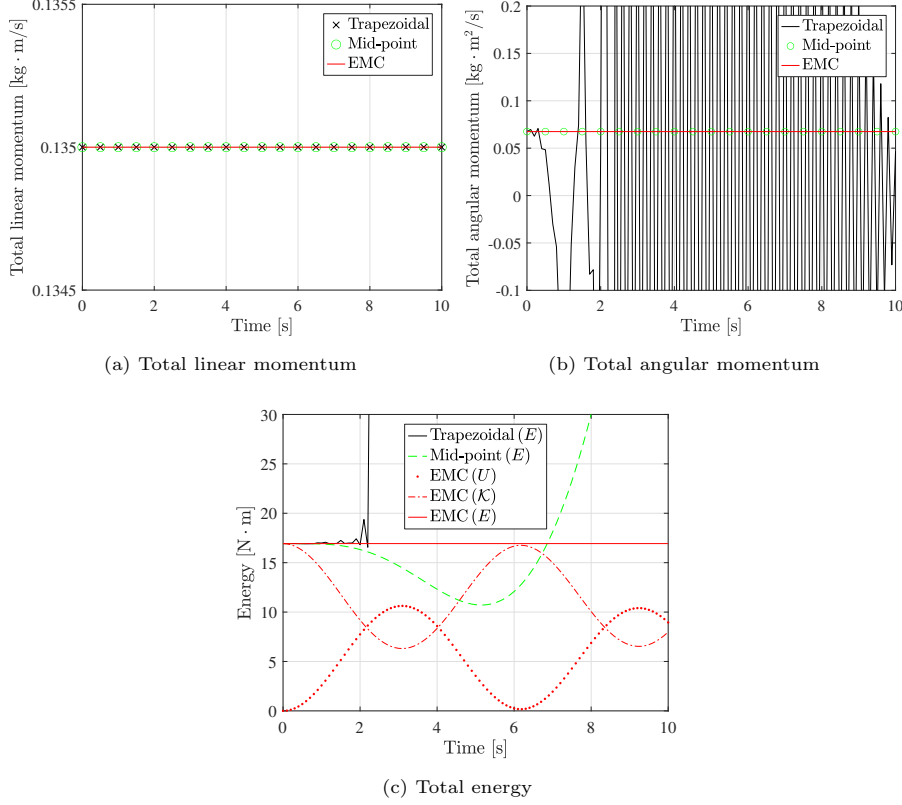 Total linear momentum [kg · m/s]
0.1355
0.135
0.1345
× Trapezoidal
○ Mid-point
EMC
0 2 4 6 8 10
Time [s]
(a) Total linear momentum
Total angular momentum [kg · m²/s]
0.2
0.15
0.1
0.05
0
-0.05
-0.1
Trapezoidal
○ Mid-point
EMC
0 2 4 6 8 10
Time [s]
(b) Total angular momentum
Energy [N · m]
30
25
20
15
10
5
0
Trapezoidal (E)
Mid-point (E)
EMC (U)
EMC (𝒦)
EMC (E)
0 2 4 6 8 10
Time [s]
(c) Total energy